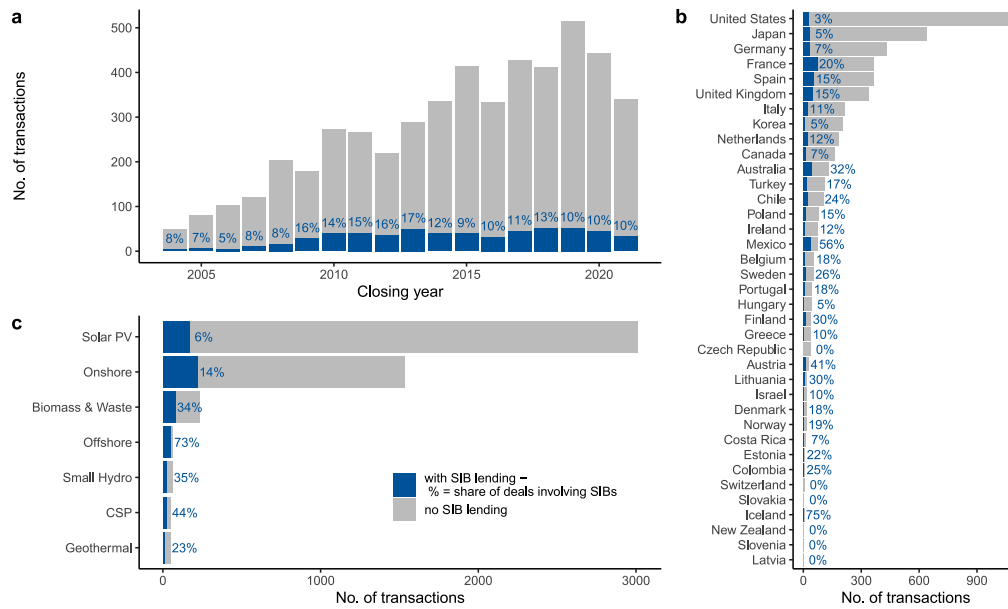 a
No. of transactions
500
400
300
200
100
0
8% 7% 5% 8% 8% 16% 14% 15% 16% 17% 12% 9% 10% 11% 13% 10% 10% 10%
2005 2010 2015 2020
Closing year
b
United States 3%
Japan 5%
Germany 7%
France 20%
Spain 15%
United Kingdom 15%
Italy 11%
Korea 5%
Netherlands 12%
Canada 7%
Australia 32%
Turkey 17%
Chile 24%
Poland 15%
Ireland 12%
Mexico 56%
Belgium 18%
Sweden 26%
Portugal 18%
Hungary 5%
Finland 30%
Greece 10%
Czech Republic 0%
Austria 41%
Lithuania 30%
Israel 10%
Denmark 18%
Norway 19%
Costa Rica 7%
Estonia 22%
Colombia 25%
Switzerland 0%
Slovakia 0%
Iceland 75%
New Zealand 0%
Slovenia 0%
Latvia 0%
0 300 600 900
No. of transactions
c
Solar PV 6%
Onshore 14%
Biomass & Waste 34%
Offshore 73%
Small Hydro 35%
CSP 44%
Geothermal 23%
with SIB lending –
% = share of deals involving SIBs
no SIB lending
0 1000 2000 3000
No. of transactions